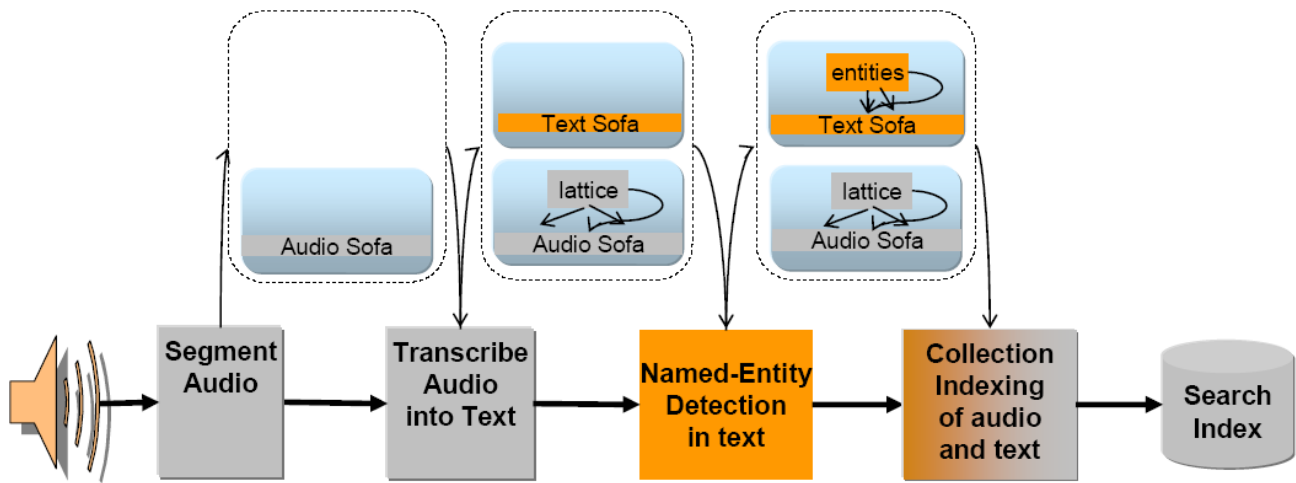 entities
Text Sofa
Text Sofa
lattice
lattice
Audio Sofa
Audio Sofa
Audio Sofa
Segment
Audio
Transcribe
Audio
into Text
Named-Entity
Detection
in text
Collection
Indexing
of audio
and text
Search
Index